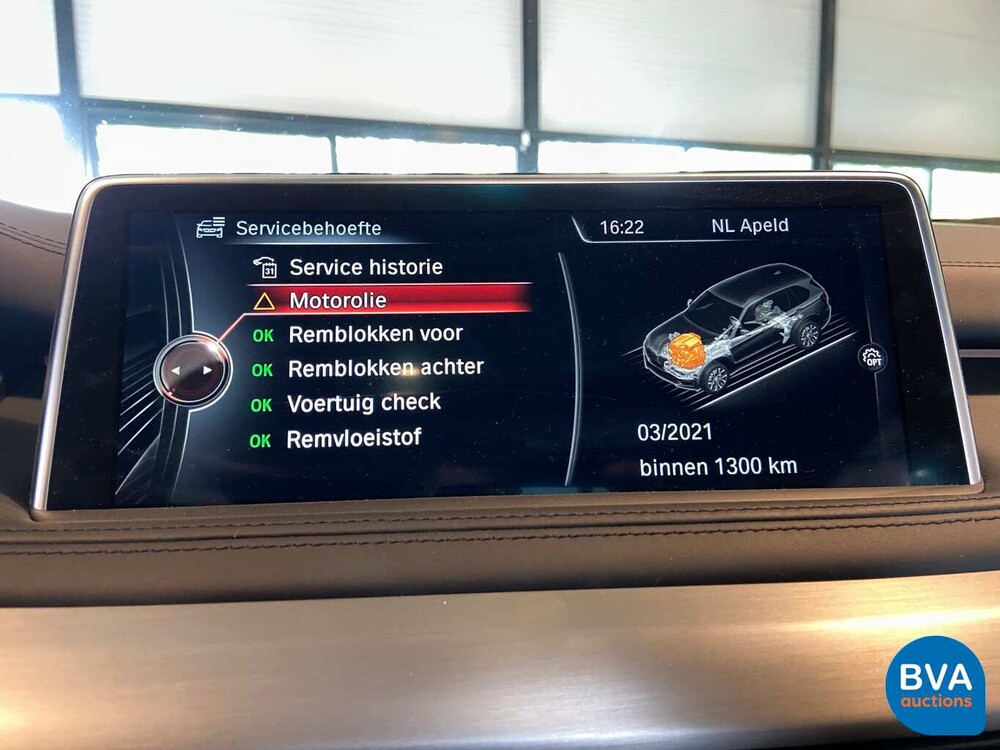 Servicebehoefte
16:22
NL Apeld
31
Service historie
Motorolie
OK Remblokken voor
OK Remblokken achter
OK Voertuig check
OK Remvloeistof
OPT
03/2021
binnen 1300 km
BVA
auctions